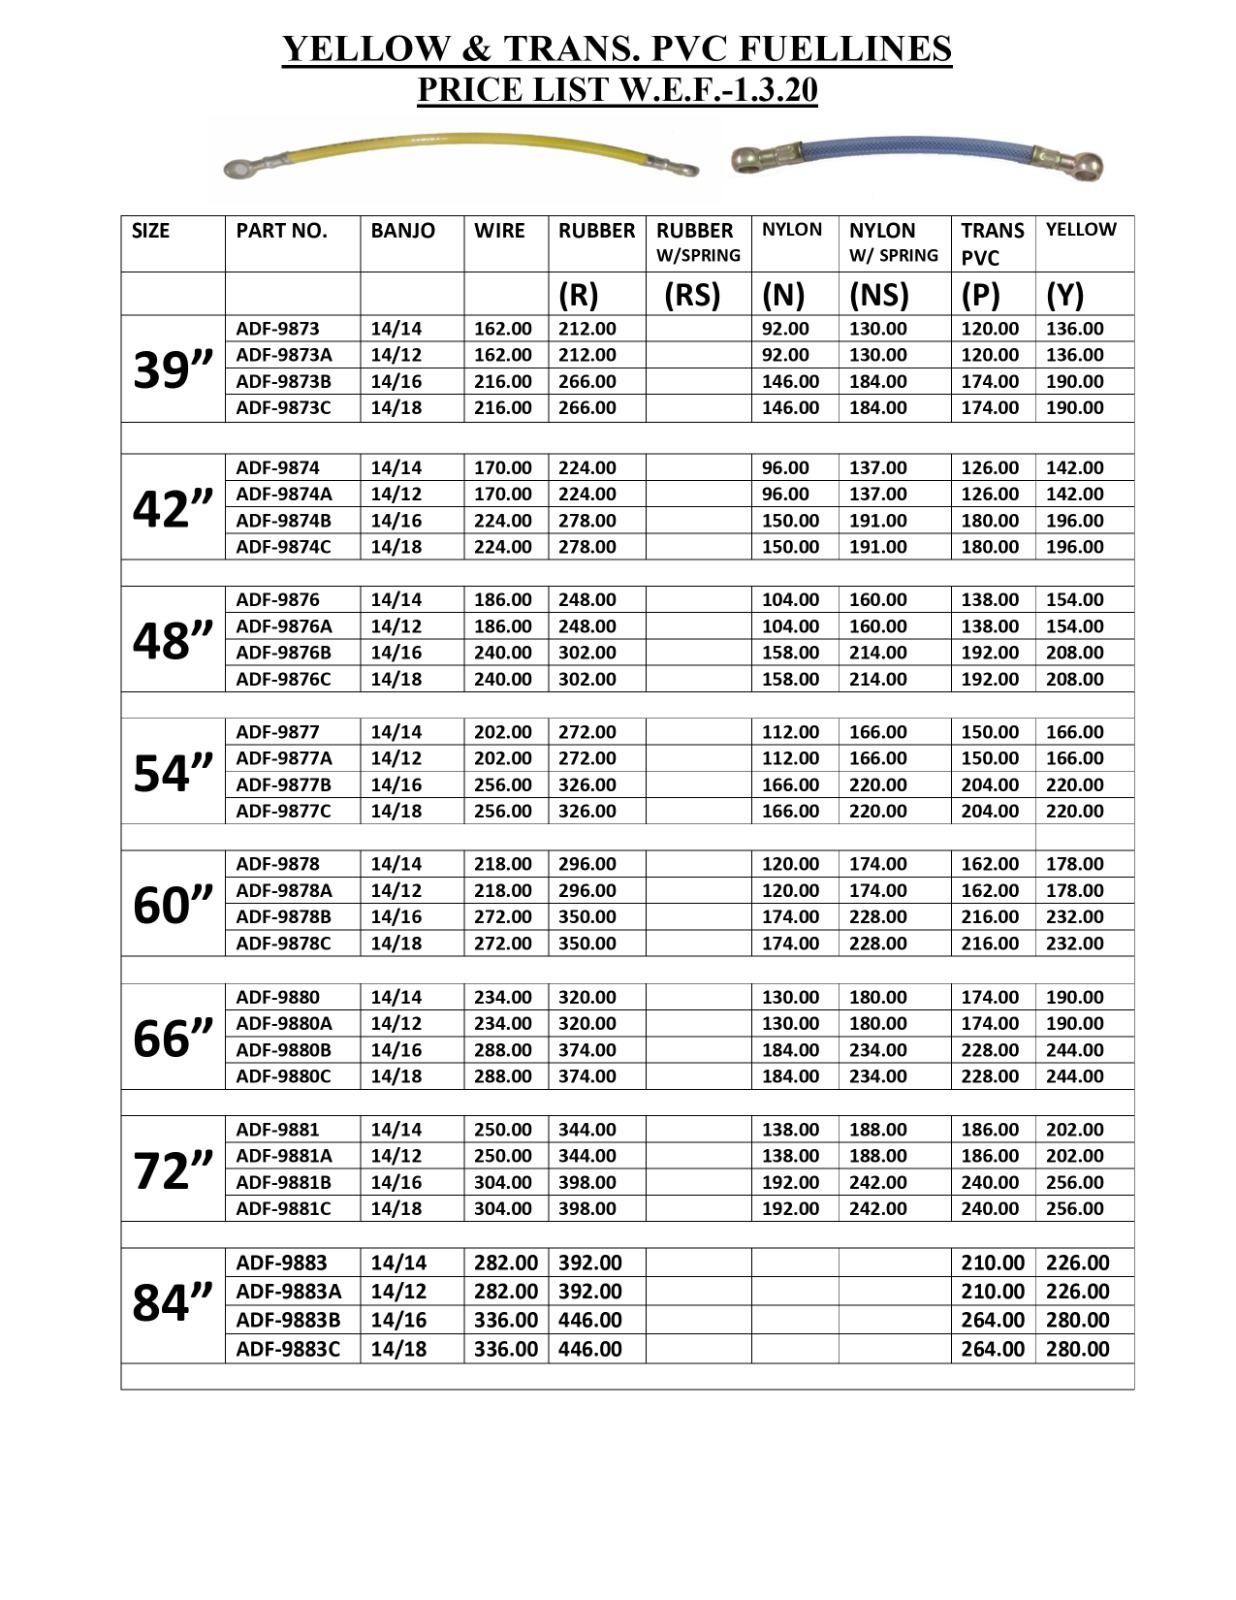 YELLOW & TRANS. PVC FUELLINES
PRICE LIST W.E.F.-1.3.20
SIZE PART NO. BANJO WIRE RUBBER RUBBER W/SPRING NYLON NYLON W/ SPRING TRANS PVC YELLOW
(R) (RS) (N) (NS) (P) (Y)
39”
ADF-9873 14/14 162.00 212.00 92.00 130.00 120.00 136.00
ADF-9873A 14/12 162.00 212.00 92.00 130.00 120.00 136.00
ADF-9873B 14/16 216.00 266.00 146.00 184.00 174.00 190.00
ADF-9873C 14/18 216.00 266.00 146.00 184.00 174.00 190.00
42”
ADF-9874 14/14 170.00 224.00 96.00 137.00 126.00 142.00
ADF-9874A 14/12 170.00 224.00 96.00 137.00 126.00 142.00
ADF-9874B 14/16 224.00 278.00 150.00 191.00 180.00 196.00
ADF-9874C 14/18 224.00 278.00 150.00 191.00 180.00 196.00
48”
ADF-9876 14/14 186.00 248.00 104.00 160.00 138.00 154.00
ADF-9876A 14/12 186.00 248.00 104.00 160.00 138.00 154.00
ADF-9876B 14/16 240.00 302.00 158.00 214.00 192.00 208.00
ADF-9876C 14/18 240.00 302.00 158.00 214.00 192.00 208.00
54”
ADF-9877 14/14 202.00 272.00 112.00 166.00 150.00 166.00
ADF-9877A 14/12 202.00 272.00 112.00 166.00 150.00 166.00
ADF-9877B 14/16 256.00 326.00 166.00 220.00 204.00 220.00
ADF-9877C 14/18 256.00 326.00 166.00 220.00 204.00 220.00
60”
ADF-9878 14/14 218.00 296.00 120.00 174.00 162.00 178.00
ADF-9878A 14/12 218.00 296.00 120.00 174.00 162.00 178.00
ADF-9878B 14/16 272.00 350.00 174.00 228.00 216.00 232.00
ADF-9878C 14/18 272.00 350.00 174.00 228.00 216.00 232.00
66”
ADF-9880 14/14 234.00 320.00 130.00 180.00 174.00 190.00
ADF-9880A 14/12 234.00 320.00 130.00 180.00 174.00 190.00
ADF-9880B 14/16 288.00 374.00 184.00 234.00 228.00 244.00
ADF-9880C 14/18 288.00 374.00 184.00 234.00 228.00 244.00
72”
ADF-9881 14/14 250.00 344.00 138.00 188.00 186.00 202.00
ADF-9881A 14/12 250.00 344.00 138.00 188.00 186.00 202.00
ADF-9881B 14/16 304.00 398.00 192.00 242.00 240.00 256.00
ADF-9881C 14/18 304.00 398.00 192.00 242.00 240.00 256.00
84”
ADF-9883 14/14 282.00 392.00 210.00 226.00
ADF-9883A 14/12 282.00 392.00 210.00 226.00
ADF-9883B 14/16 336.00 446.00 264.00 280.00
ADF-9883C 14/18 336.00 446.00 264.00 280.00